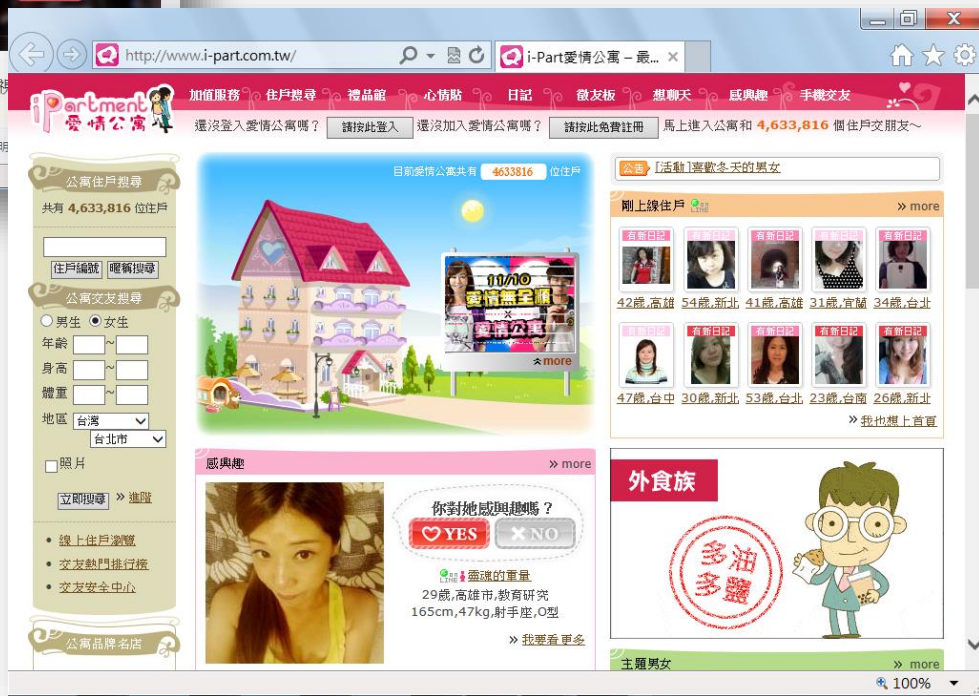 http://www.i-part.com.tw/
i-Part愛情公寓 – 最...
iPartment
愛情公寓
加值服務 住戶搜尋 禮品館 心情貼 日記 徵友板 想聊天 感興趣 手機交友
還沒登入愛情公寓嗎？ 請按此登入 還沒加入愛情公寓嗎？ 請按此免費註冊 馬上進入公寓和 4,633,816 個住戶交朋友～
公寓住戶搜尋
共有 4,633,816 位住戶
住戶編號 暱稱搜尋
公寓交友搜尋
男生 女生
年齡 ~
身高 ~
體重 ~
地區 台灣
台北市
照片
立即搜尋 » 進階
線上住戶瀏覽
交友熱門排行榜
交友安全中心
公寓品牌名店
目前愛情公寓共有 4633816 位住戶
11/10
愛情無全順
×
愛情公寓
more
公告 [活動]喜歡冬天的男女
剛上線住戶 » more
有新日記 有新日記 有新日記 有新日記 有新日記
42歲,高雄 54歲,新北 41歲,高雄 31歲,宜蘭 34歲,台北
有新日記 有新日記 有新日記 有新日記 有新日記
47歲,台中 30歲,新北 53歲,台北 23歲,台南 26歲,新北
» 我也想上首頁
感興趣 » more
你對她感興趣嗎？
YES NO
靈魂的重量
29歲,高雄市,教育研究
165cm,47kg,射手座,O型
» 我要看更多
外食族
多油
多鹽
主題男女 » more
100%